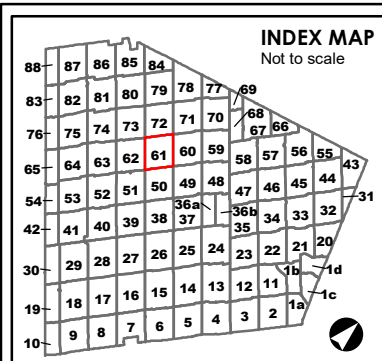 INDEX MAP
Not to scale
88 87 86 85 84
83 82 81 80 79 78 77 69
76 75 74 73 72 71 70 68 67 66
65 64 63 62 61 60 59 58 57 56 55 43
54 53 52 51 50 49 48 47 46 45 44 31
42 41 40 39 38 37 36a 36b 35 34 33 32
30 29 28 27 26 25 24 23 22 21 20
19 18 17 16 15 14 13 12 11 1b 1d
10 9 8 7 6 5 4 3 2 1a 1c